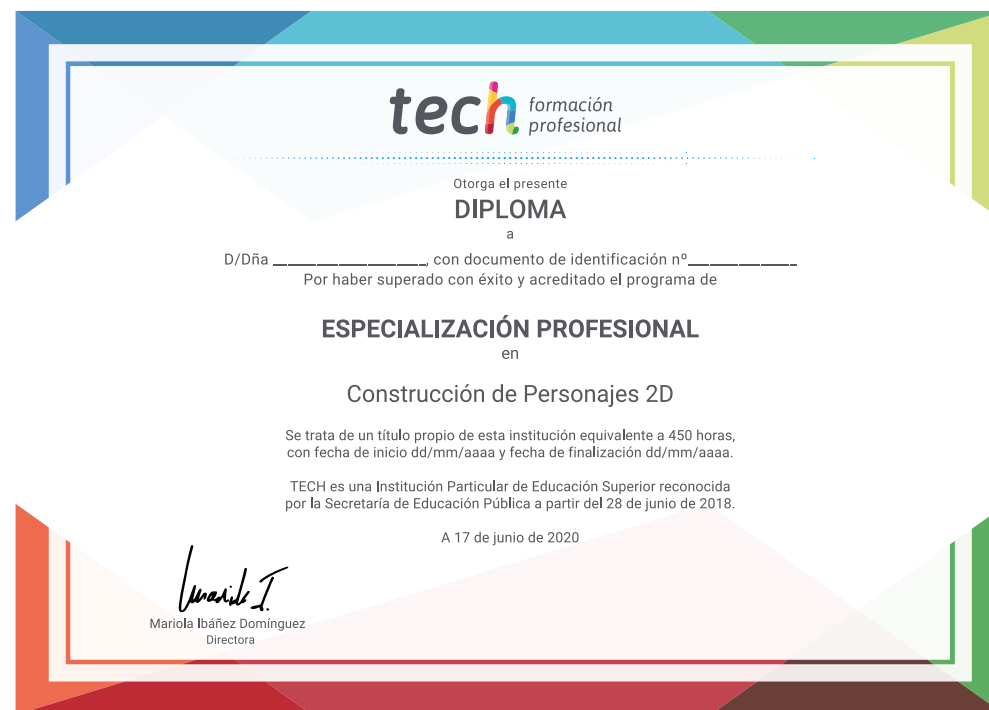 tech formación
profesional
Otorga el presente
DIPLOMA
a
D/Dña ____________________, con documento de identificación nº______________
Por haber superado con éxito y acreditado el programa de
ESPECIALIZACIÓN PROFESIONAL
en
Construcción de Personajes 2D
Se trata de un título propio de esta institución equivalente a 450 horas,
con fecha de inicio dd/mm/aaaa y fecha de finalización dd/mm/aaaa.
TECH es una Institución Particular de Educación Superior reconocida
por la Secretaría de Educación Pública a partir del 28 de junio de 2018.
A 17 de junio de 2020
Mariola Ibáñez Domínguez
Directora